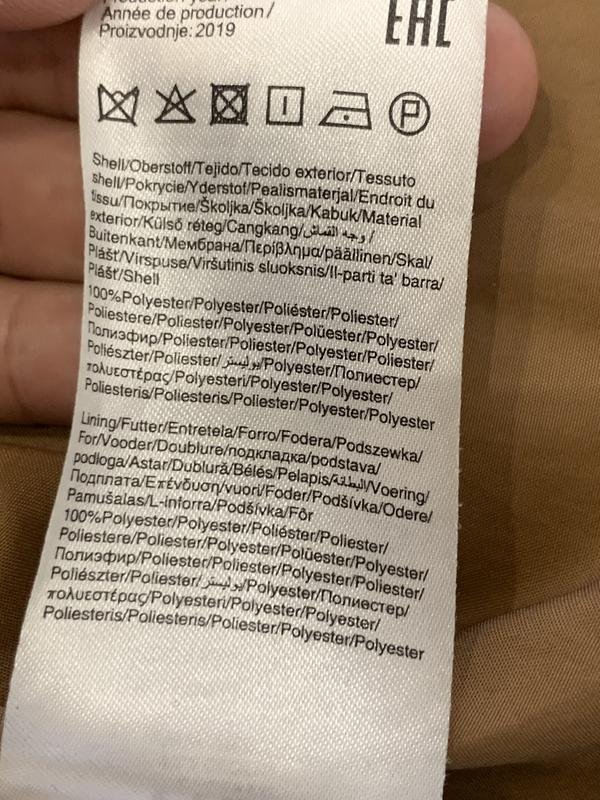 Année de production/
Proizvodnje: 2019
EAC
P
Shell/Oberstoff/Tejido/Tecido exterior/Tessuto
shell/Pokrycie/Yderstof/Pealismaterjal/Endroit du
tissu/Покрытие/Školjka/Školjka/Kabuk/Material
exterior/Külső réteg/Cangkang/وجه القماش/
Buitenkant/Мембрана/Περίβλημα/päällinen/Skal/
Plášť/Virspuse/Viršutinis sluoksnis/Il-parti ta' barra/
Plášť/Shell
100%Polyester/Polyester/Poliéster/Poliester/
Poliestere/Poliester/Polyester/Polüester/Polyester/
Полиэфир/Poliester/Poliester/Polyester/Poliester/
Poliészter/Poliester/بوليستر/Polyester/Полиестер/
πολυεστέρας/Polyesteri/Polyester/Polyester/
Poliesteris/Poliesteris/Poliester/Polyester/Polyester
Lining/Futter/Entretela/Forro/Fodera/Podszewka/
For/Vooder/Doublure/подкладка/podstava/
podloga/Astar/Dublură/Bélés/Pelapis/البطانة/Voering/
Подплата/Επένδυση/vuori/Foder/Podšívka/Odere/
Pamušalas/L-inforra/Podšívka/Fôr
100%Polyester/Polyester/Poliéster/Poliester/
Poliestere/Poliester/Polyester/Polüester/Polyester/
Полиэфир/Poliester/Poliester/Polyester/Poliester/
Poliészter/Poliester/بوليستر/Polyester/Полиестер/
πολυεστέρας/Polyesteri/Polyester/Polyester/
Poliesteris/Poliesteris/Poliester/Polyester/Polyester